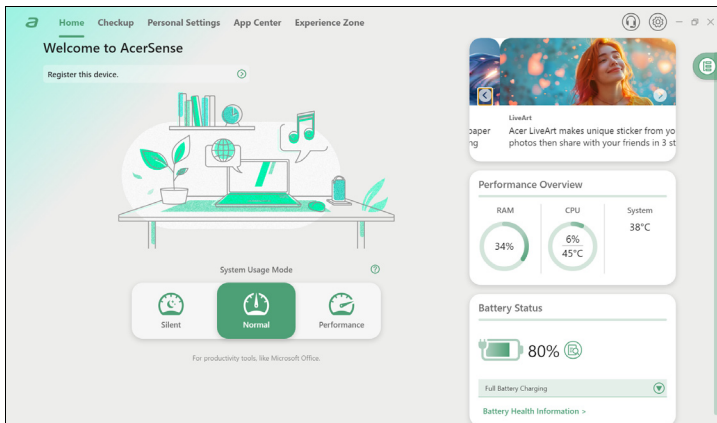 Home Checkup Personal Settings App Center Experience Zone
Welcome to AcerSense
Register this device.
LiveArt
paper
ng
Acer LiveArt makes unique sticker from yo
photos then share with your friends in 3 st
Performance Overview
RAM
34%
CPU
6%
45°C
System
38°C
System Usage Mode
Silent
Normal
Performance
For productivity tools, like Microsoft Office.
Battery Status
80%
Full Battery Charging
Battery Health Information >